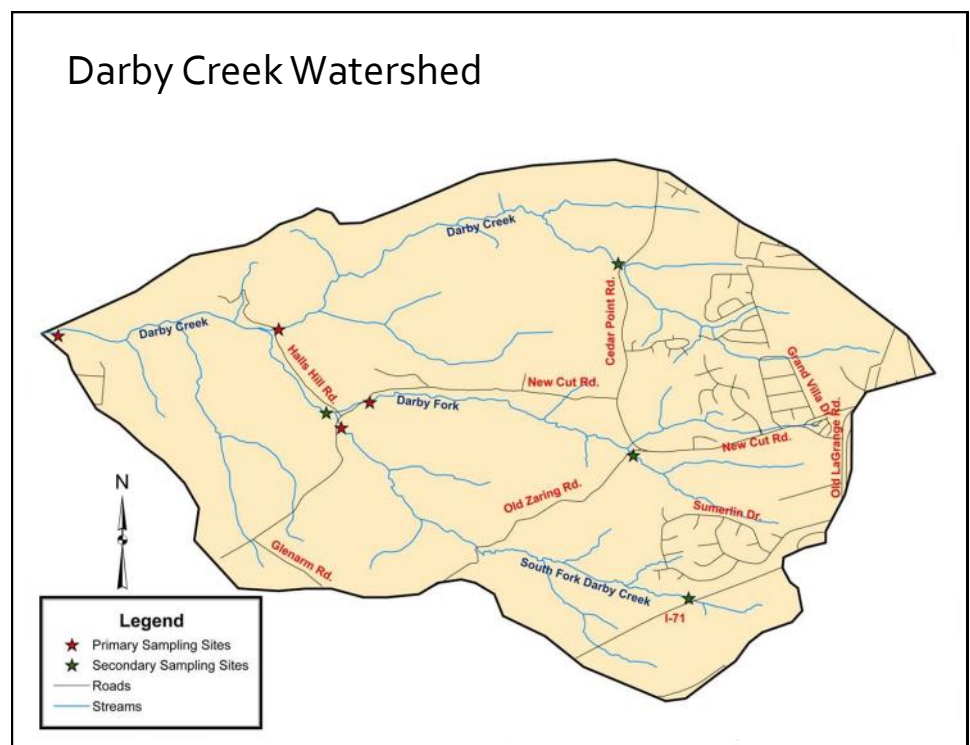 Darby Creek Watershed
Darby Creek
Cedar Point Rd.
Darby Creek
Halls Hill Rd.
Grand Villa D
New Cut Rd.
Darby Fork
Old LaGrange Rd.
New Cut Rd.
Old Zaring Rd.
Sumerlin Dr.
N
Glenarm Rd.
South Fork Darby Creek
I-71
Legend
Primary Sampling Sites
Secondary Sampling Sites
Roads
Streams